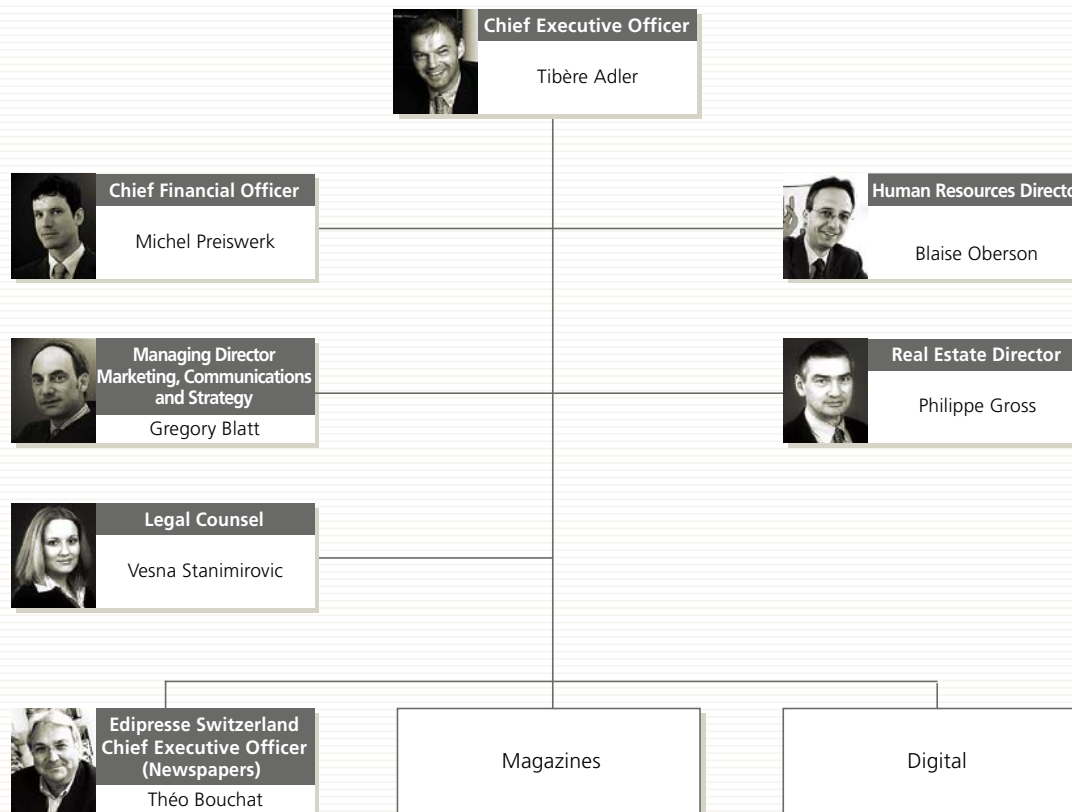 Chief Executive Officer
Tibère Adler
Chief Financial Officer
Michel Preiswerk
Human Resources Directo
Blaise Oberson
Managing Director
Marketing, Communications
and Strategy
Gregory Blatt
Real Estate Director
Philippe Gross
Legal Counsel
Vesna Stanimirovic
Edipresse Switzerland
Chief Executive Officer
(Newspapers)
Théo Bouchat
Magazines
Digital